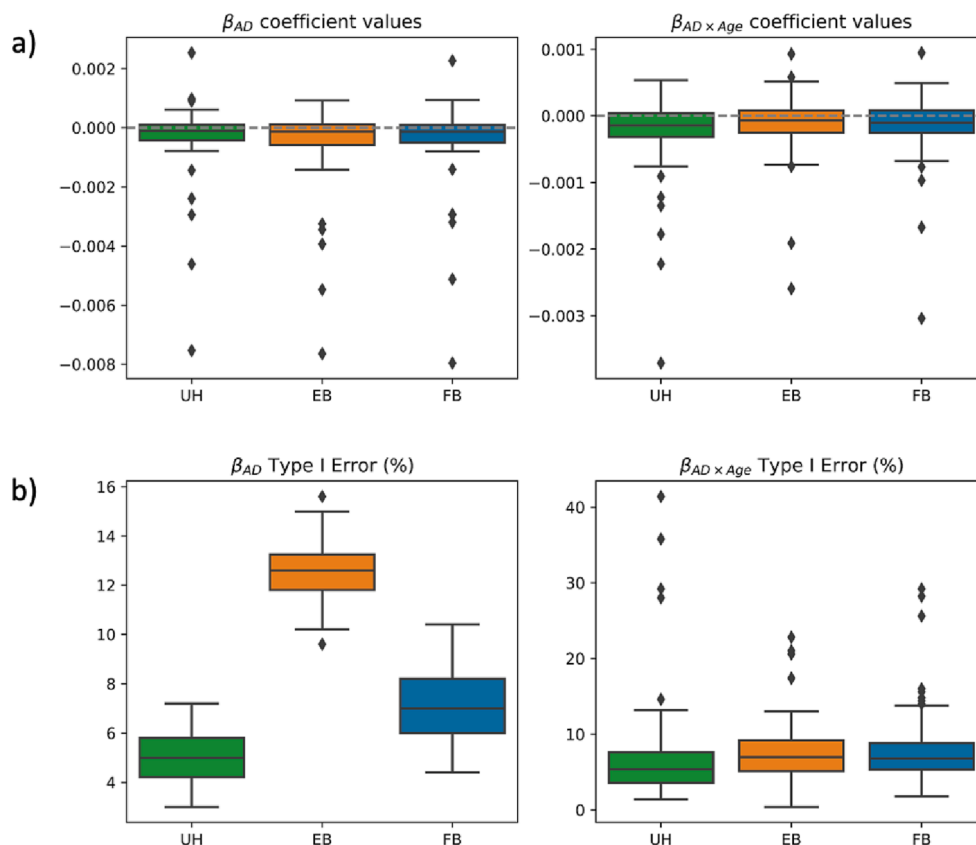 a)
β_AD coefficient values
0.002
0.000
−0.002
−0.004
−0.006
−0.008
UH EB FB
β_AD × Age coefficient values
0.001
0.000
−0.001
−0.002
−0.003
UH EB FB
b)
β_AD Type I Error (%)
16
14
12
10
8
6
4
UH EB FB
β_AD × Age Type I Error (%)
40
30
20
10
0
UH EB FB